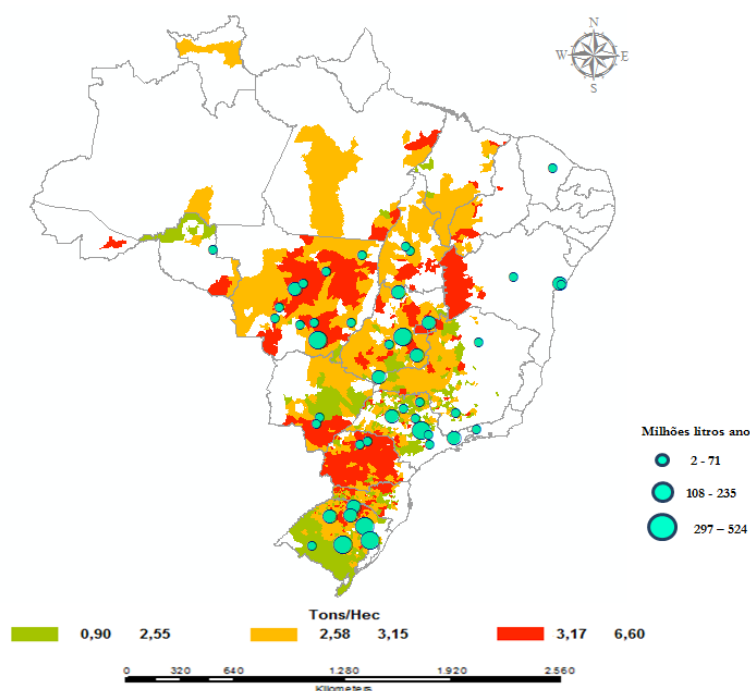 N
W E
S
Milhões litros ano
2 - 71
108 - 235
297 – 524
Tons/Hec
0,90 2,55 2,58 3,15 3,17 6,60
0 320 640 1.280 1.920 2.560
Kilometers